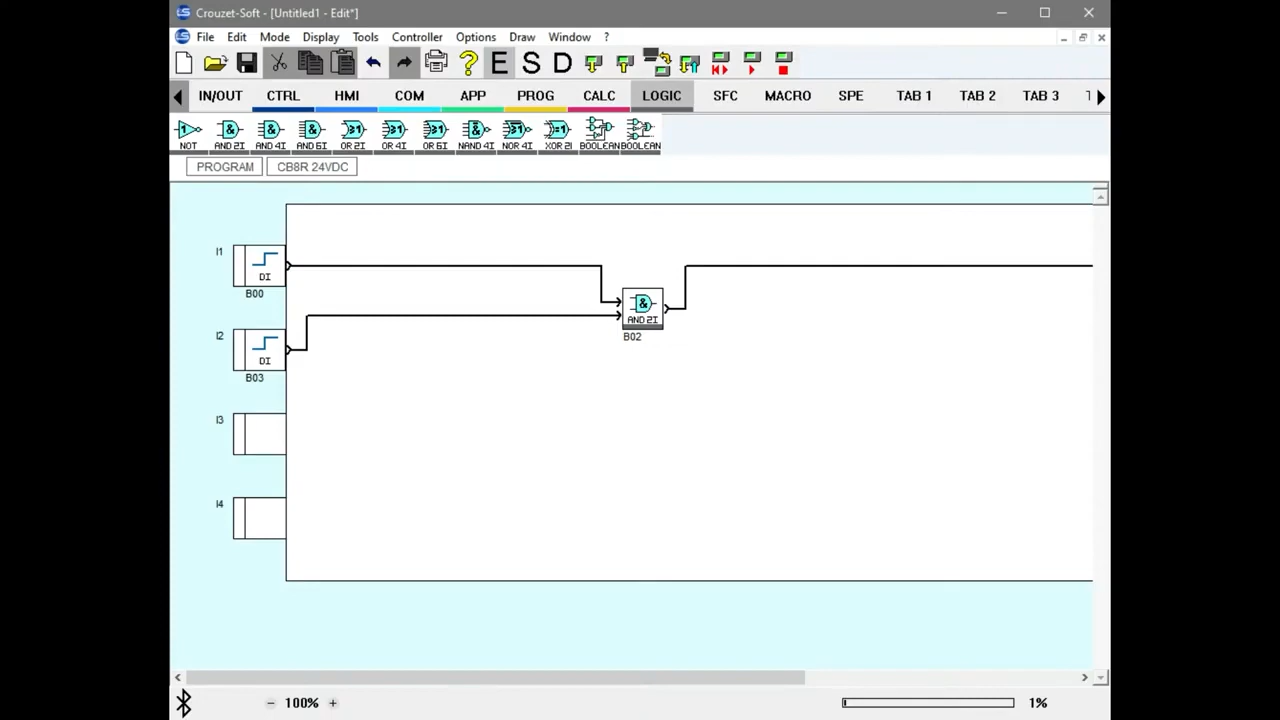 Crouzet-Soft - [Untitled1 - Edit*]
File Edit Mode Display Tools Controller Options Draw Window ?
E S D
IN/OUT CTRL HMI COM APP PROG CALC LOGIC SFC MACRO SPE TAB 1 TAB 2 TAB 3
NOT AND 2I AND 4I AND 6I OR 2I OR 4I OR 6I NAND 4I NOR 4I XOR 2I BOOLEAN BOOLEAN
PROGRAM CB8R 24VDC
I1
DI
B00
&
AND 2I
B02
I2
DI
B03
I3
I4
100%
1%